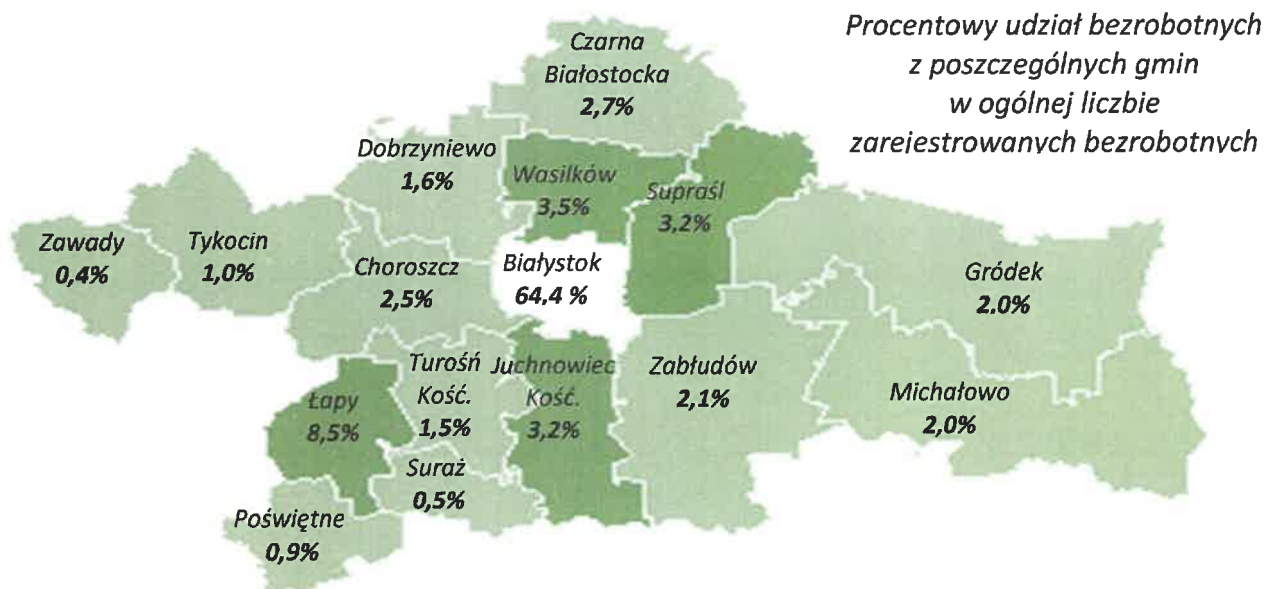 Procentowy udział bezrobotnych
z poszczególnych gmin
w ogólnej liczbie
zarejestrowanych bezrobotnych
Czarna
Białostocka
2,7%
Dobrzyniewo
1,6%
Wasilków
3,5%
Supraśl
3,2%
Zawady
0,4%
Tykocin
1,0%
Choroszcz
2,5%
Białystok
64,4 %
Gródek
2.0%
Turośń
Kość.
1,5%
Juchnowiec
Kość.
3,2%
Zabłudów
2,1%
Michałowo
2,0%
Łapy
8,5%
Suraż
0,5%
Poświętne
0,9%